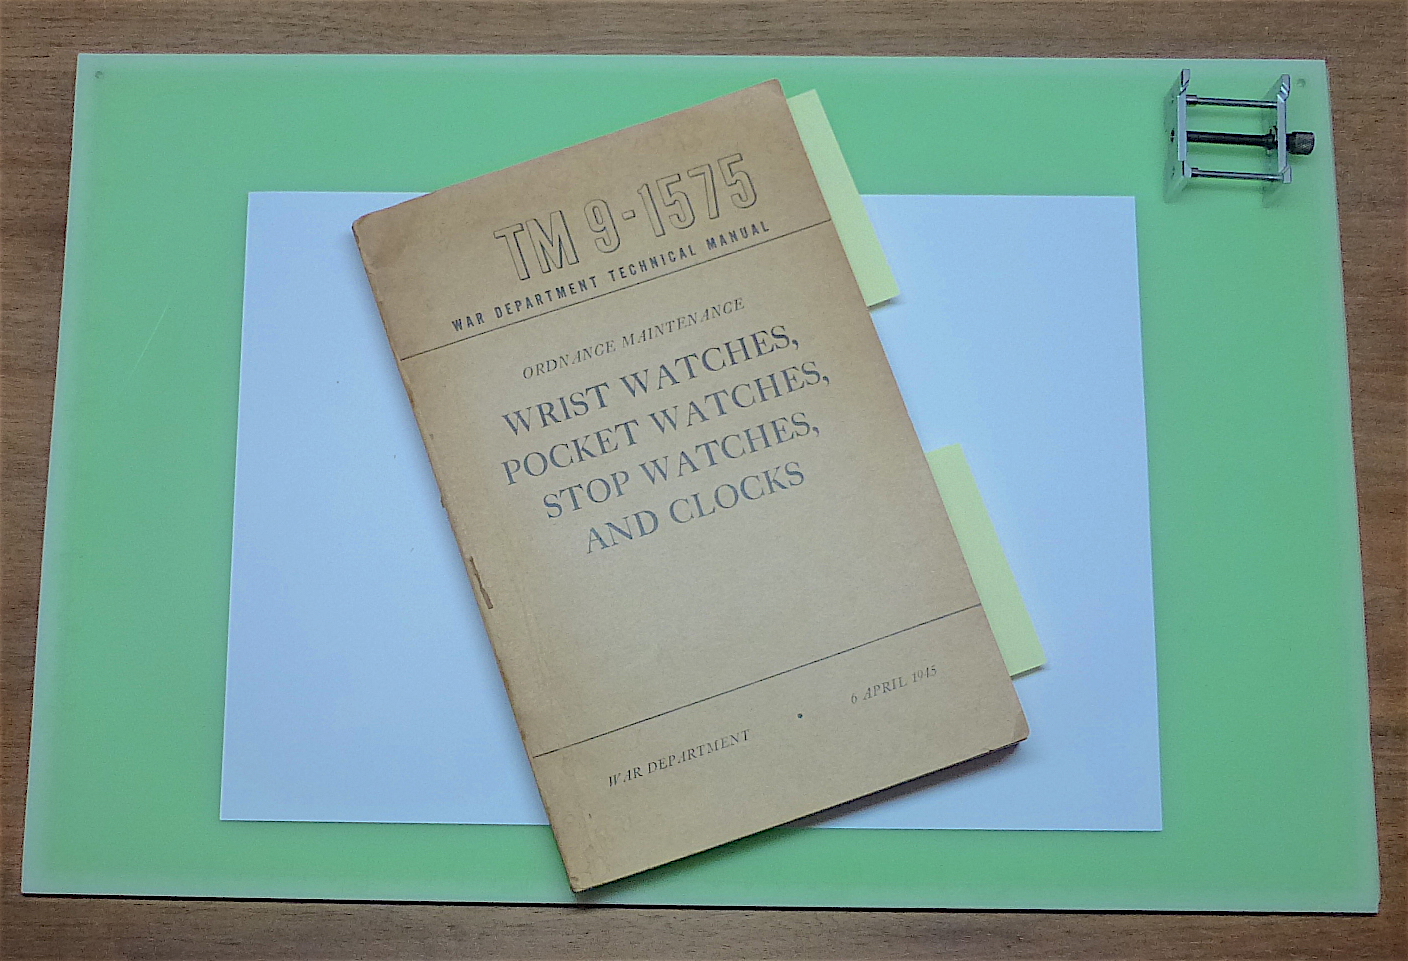 TM 9-1575
WAR DEPARTMENT TECHNICAL MANUAL
ORDNANCE MAINTENANCE
WRIST WATCHES,
POCKET WATCHES,
STOP WATCHES,
AND CLOCKS
WAR DEPARTMENT • 6 APRIL 1945